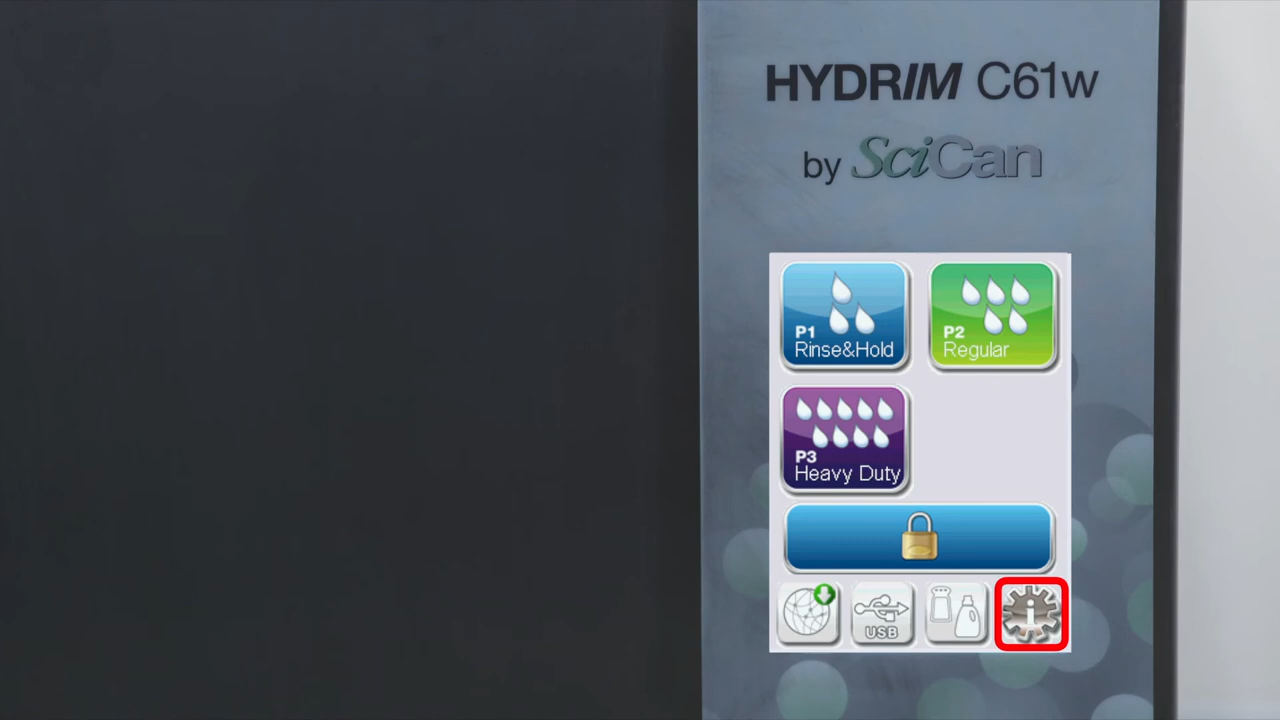 HYDRIM C61w
by SciCan
P1
Rinse&Hold
P2
Regular
P3
Heavy Duty
USB
i